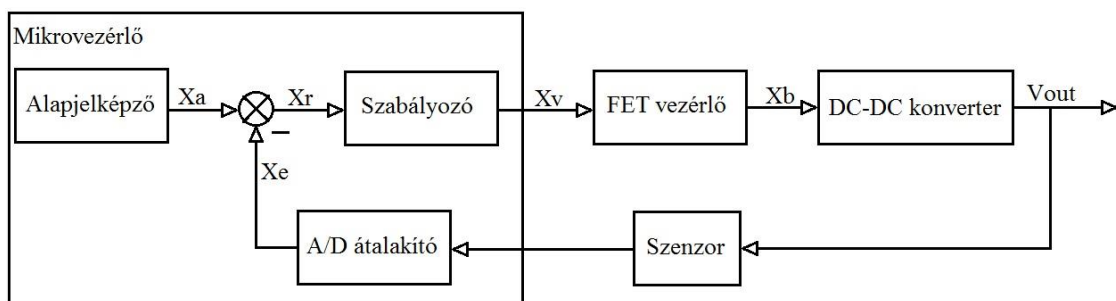 Mikrovezérlő
Alapjelképző
Xa
Xr
Szabályozó
Xv
FET vezérlő
Xb
DC-DC konverter
Vout
Xe
A/D átalakító
Szenzor